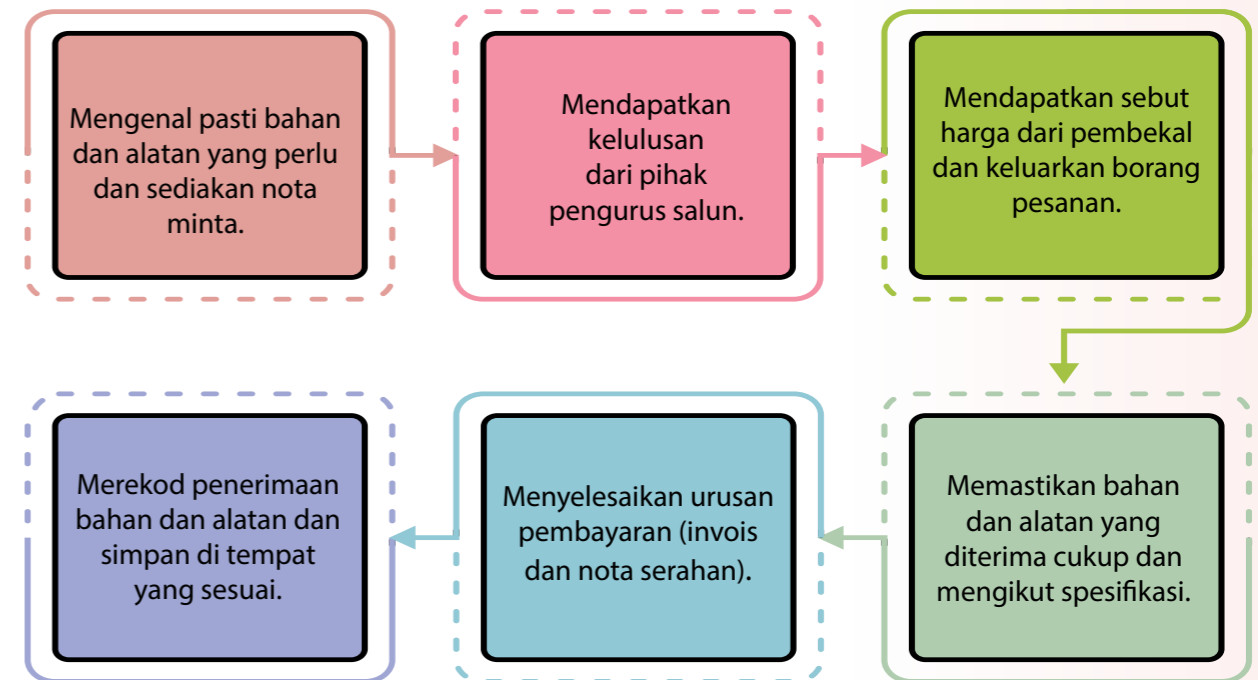 Mengenal pasti bahan
dan alatan yang perlu
dan sediakan nota
minta.
Mendapatkan
kelulusan
dari pihak
pengurus salun.
Mendapatkan sebut
harga dari pembekal
dan keluarkan borang
pesanan.
Memastikan bahan
dan alatan yang
diterima cukup dan
mengikut spesifikasi.
Menyelesaikan urusan
pembayaran (invois
dan nota serahan).
Merekod penerimaan
bahan dan alatan dan
simpan di tempat
yang sesuai.